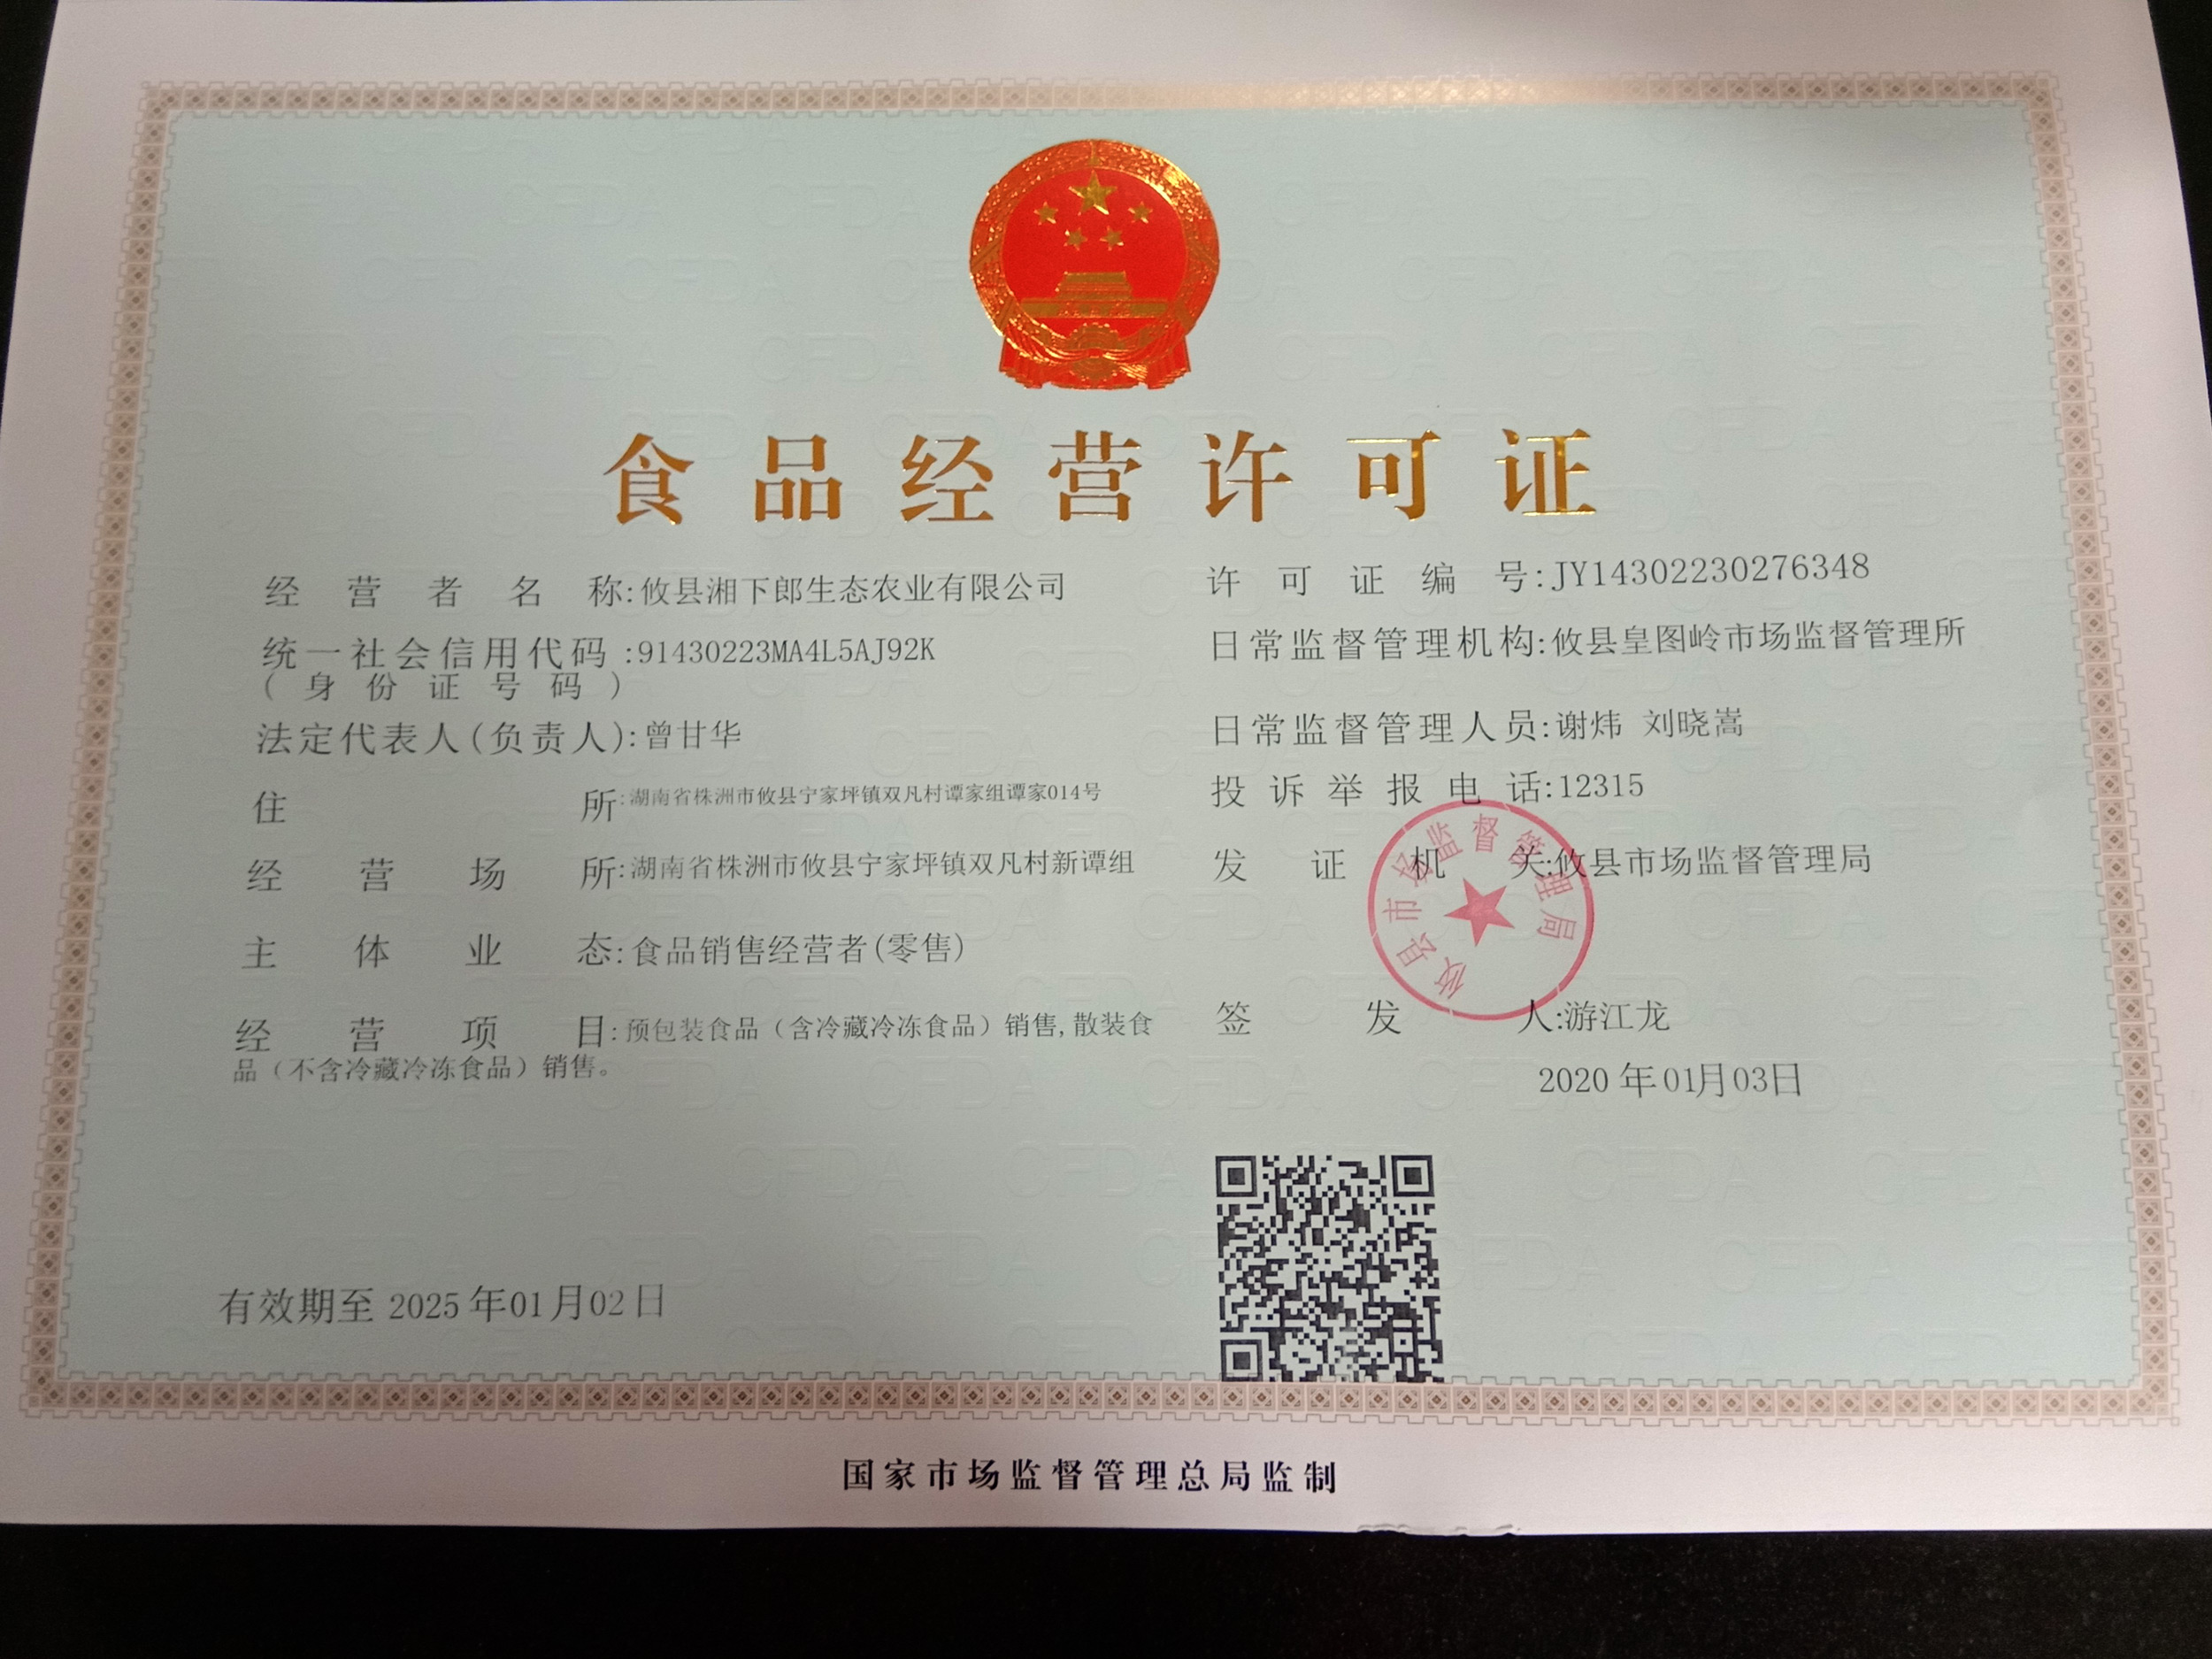 食品经营许可证
经营者名称:攸县湘下郎生态农业有限公司
统一社会信用代码:91430223MA4L5AJ92K
(身份证号码)
法定代表人(负责人):曾甘华
住所:湖南省株洲市攸县宁家坪镇双凡村谭家组谭家014号
经营场所:湖南省株洲市攸县宁家坪镇双凡村新谭组
主体业态:食品销售经营者(零售)
经营项目:预包装食品（含冷藏冷冻食品）销售,散装食
品（不含冷藏冷冻食品）销售。
有效期至 2025年01月02日
许可证编号:JY14302230276348
日常监督管理机构:攸县皇图岭市场监督管理所
日常监督管理人员:谢炜 刘晓嵩
投诉举报电话:12315
发证机关:攸县市场监督管理局
攸县市场监督管理局
签发人:游江龙
2020年01月03日
国家市场监督管理总局监制
CFDA